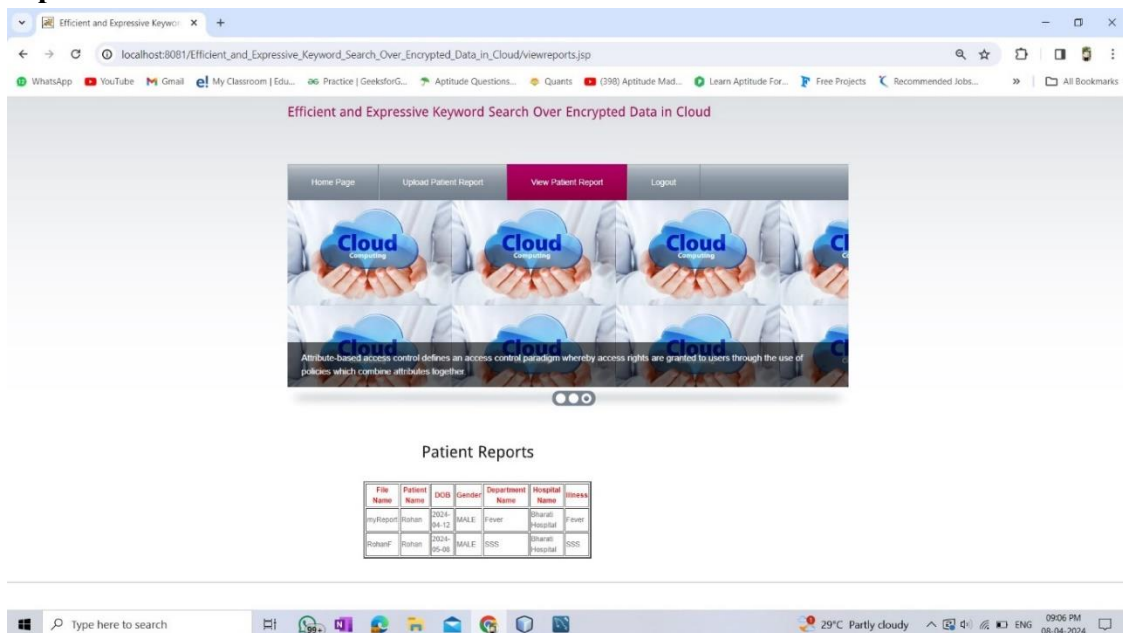 Efficient and Expressive Keywor
localhost:8081/Efficient_and_Expressive_Keyword_Search_Over_Encrypted_Data_in_Cloud/viewreports.jsp
WhatsApp YouTube Gmail My Classroom | Edu... Practice | GeeksforG... Aptitude Questions... Quants (398) Aptitude Mad... Learn Aptitude For... Free Projects Recommended Jobs... » All Bookmarks
Efficient and Expressive Keyword Search Over Encrypted Data in Cloud
Home Page Upload Patient Report View Patient Report Logout
Cloud Cloud Cloud Cl
Computing Computing Computing
Cloud Cloud Cloud
Attribute-based access control defines an access control paradigm whereby access rights are granted to users through the use of
policies which combine attributes together.
Patient Reports
File Name Patient Name DOB Gender Department Name Hospital Name Illness
myReport Rohan 2024-04-12 MALE Fever Bharati Hospital Fever
RohanF Rohan 2024-05-08 MALE SSS Bharati Hospital SSS
Type here to search 99+ 29°C Partly cloudy ENG 09:06 PM
08-04-2024